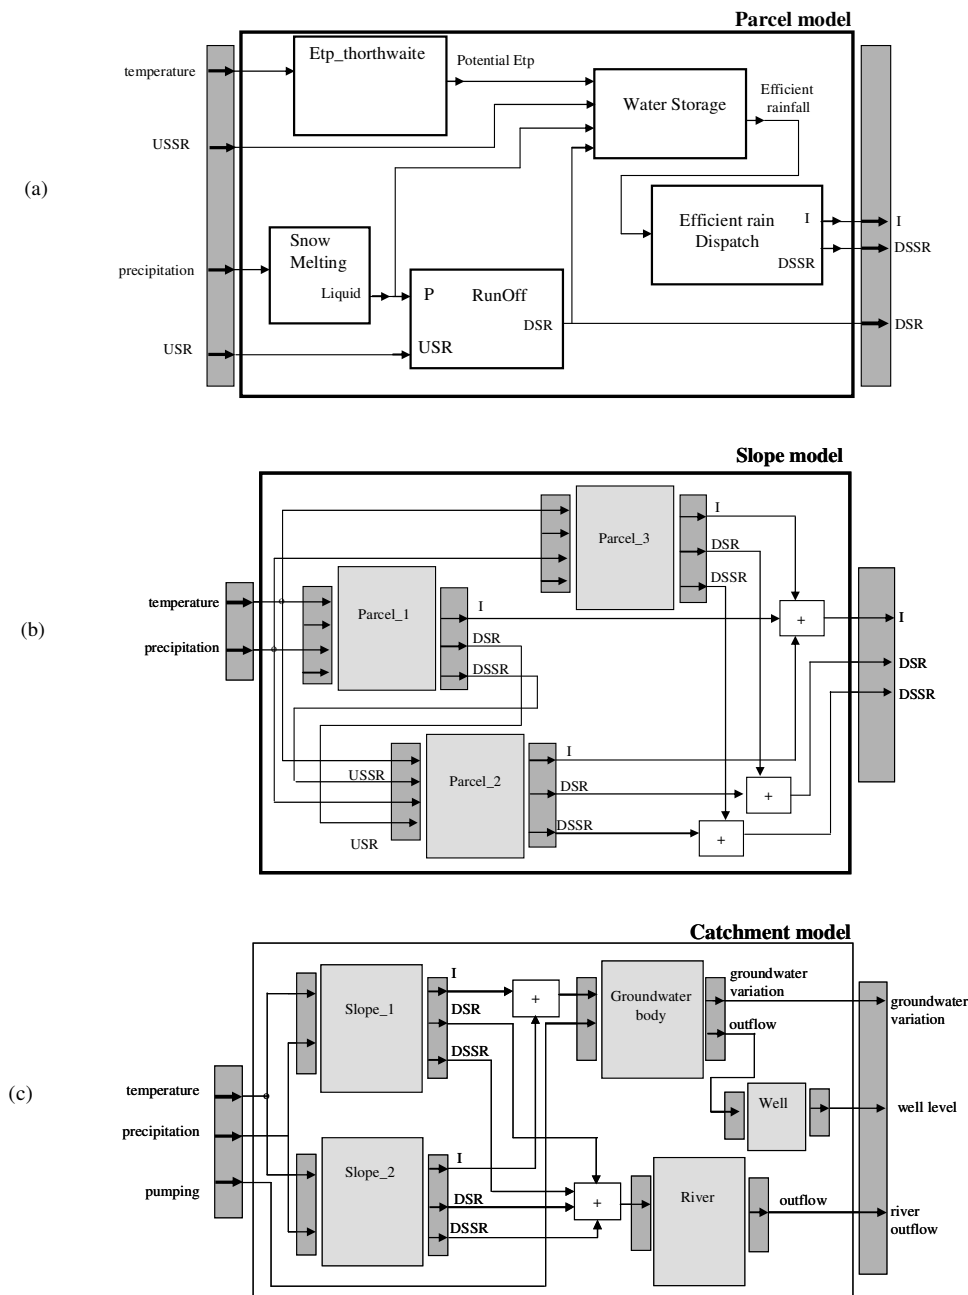 Parcel model
(a)
temperature
USSR
precipitation
USR
Etp_thorthwaite
Potential Etp
Water Storage
Efficient
rainfall
Snow
Melting
Liquid
P
RunOff
DSR
USR
Efficient rain
Dispatch
I
DSSR
I
DSSR
DSR
Slope model
(b)
temperature
precipitation
Parcel_3
I
DSR
DSSR
Parcel_1
I
DSR
DSSR
+
I
DSR
DSSR
USSR
USR
Parcel_2
I
DSR
DSSR
+
+
Catchment model
(c)
temperature
precipitation
pumping
Slope_1
I
DSR
DSSR
+
Groundwater
body
groundwater
variation
outflow
groundwater
variation
Well
well level
Slope_2
I
DSR
DSSR
+
River
outflow
river
outflow